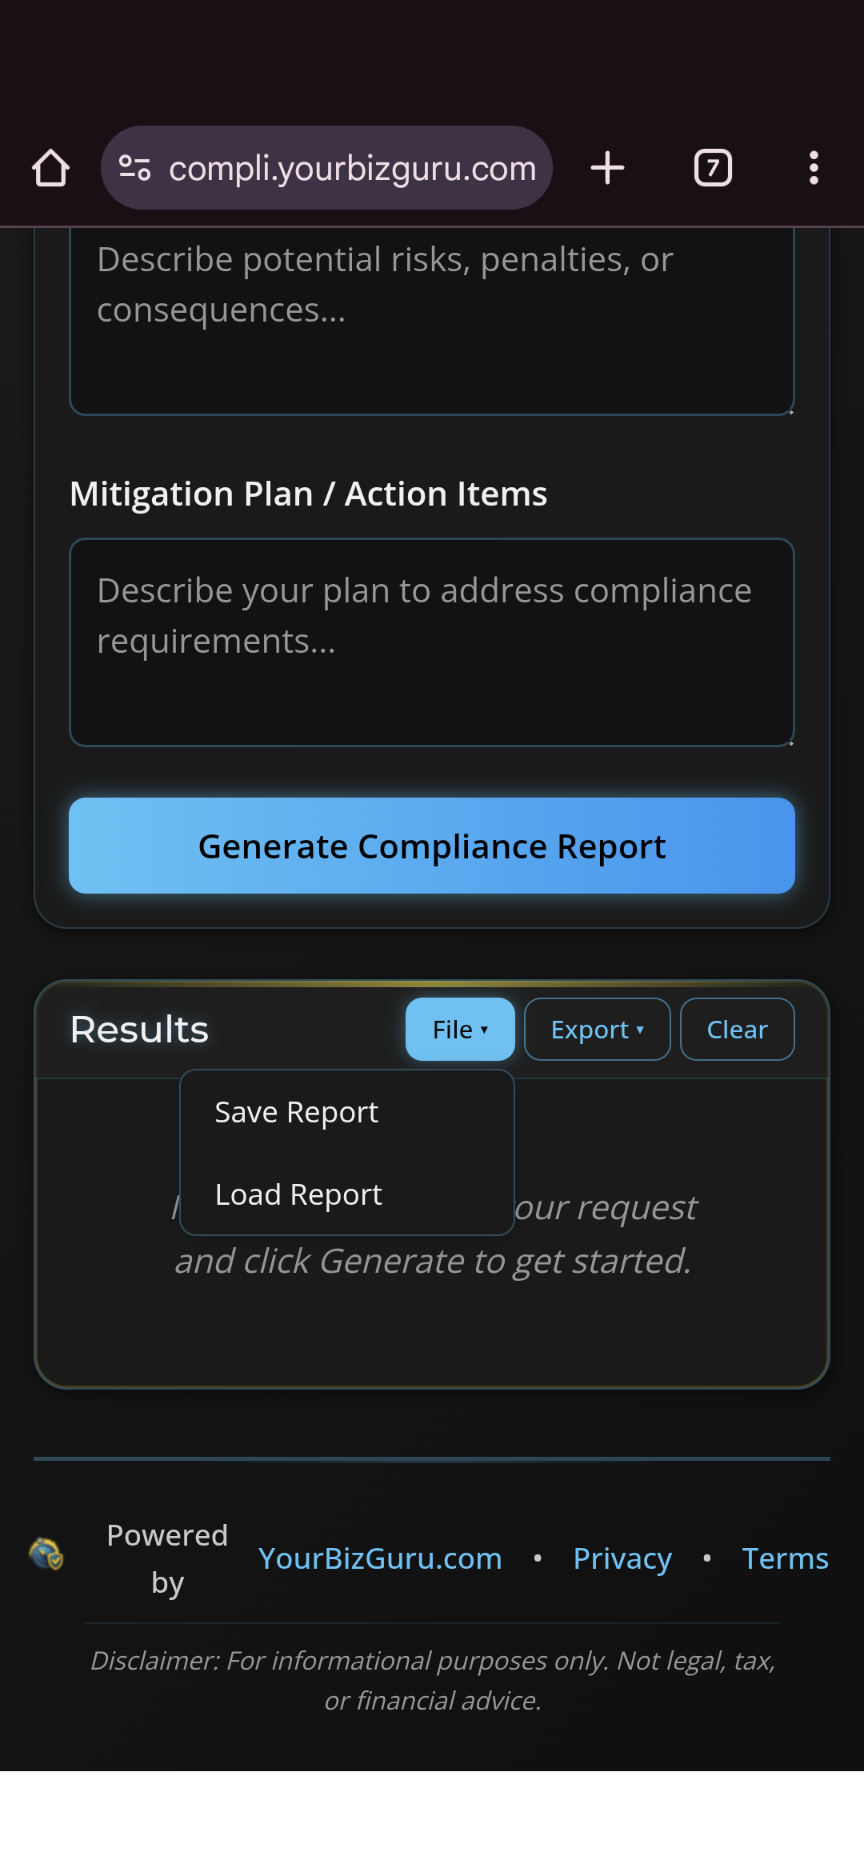 compli.yourbizguru.com
7
Describe potential risks, penalties, or
consequences...
Mitigation Plan / Action Items
Describe your plan to address compliance
requirements...
Generate Compliance Report
Results
File ▾
Export ▾
Clear
Save Report
Load Report
our request
and click Generate to get started.
Powered
by
YourBizGuru.com • Privacy • Terms
Disclaimer: For informational purposes only. Not legal, tax,
or financial advice.